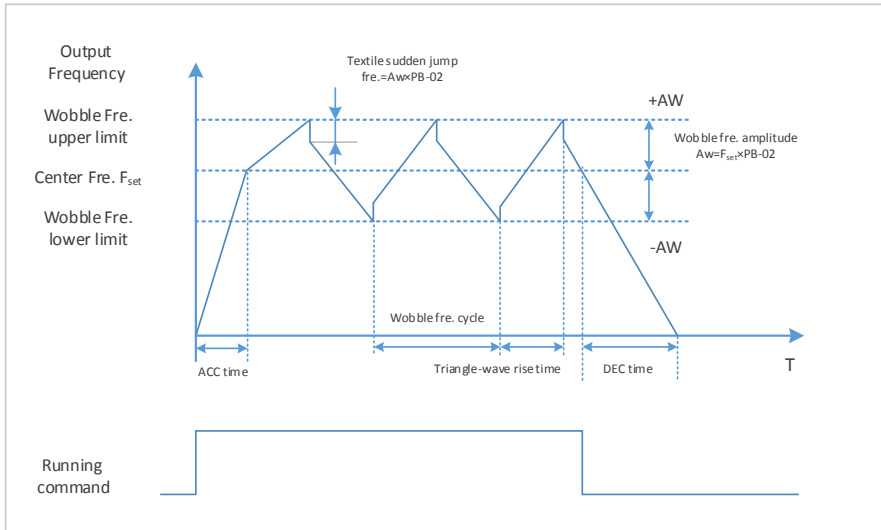 Output
Frequency
Textile sudden jump
fre.=Aw×PB-02
Wobble Fre.
upper limit
+AW
Wobble fre. amplitude
Aw=Fset×PB-02
Center Fre. Fset
Wobble Fre.
lower limit
-AW
Wobble fre. cycle
ACC time
Triangle-wave rise time
DEC time
T
Running
command